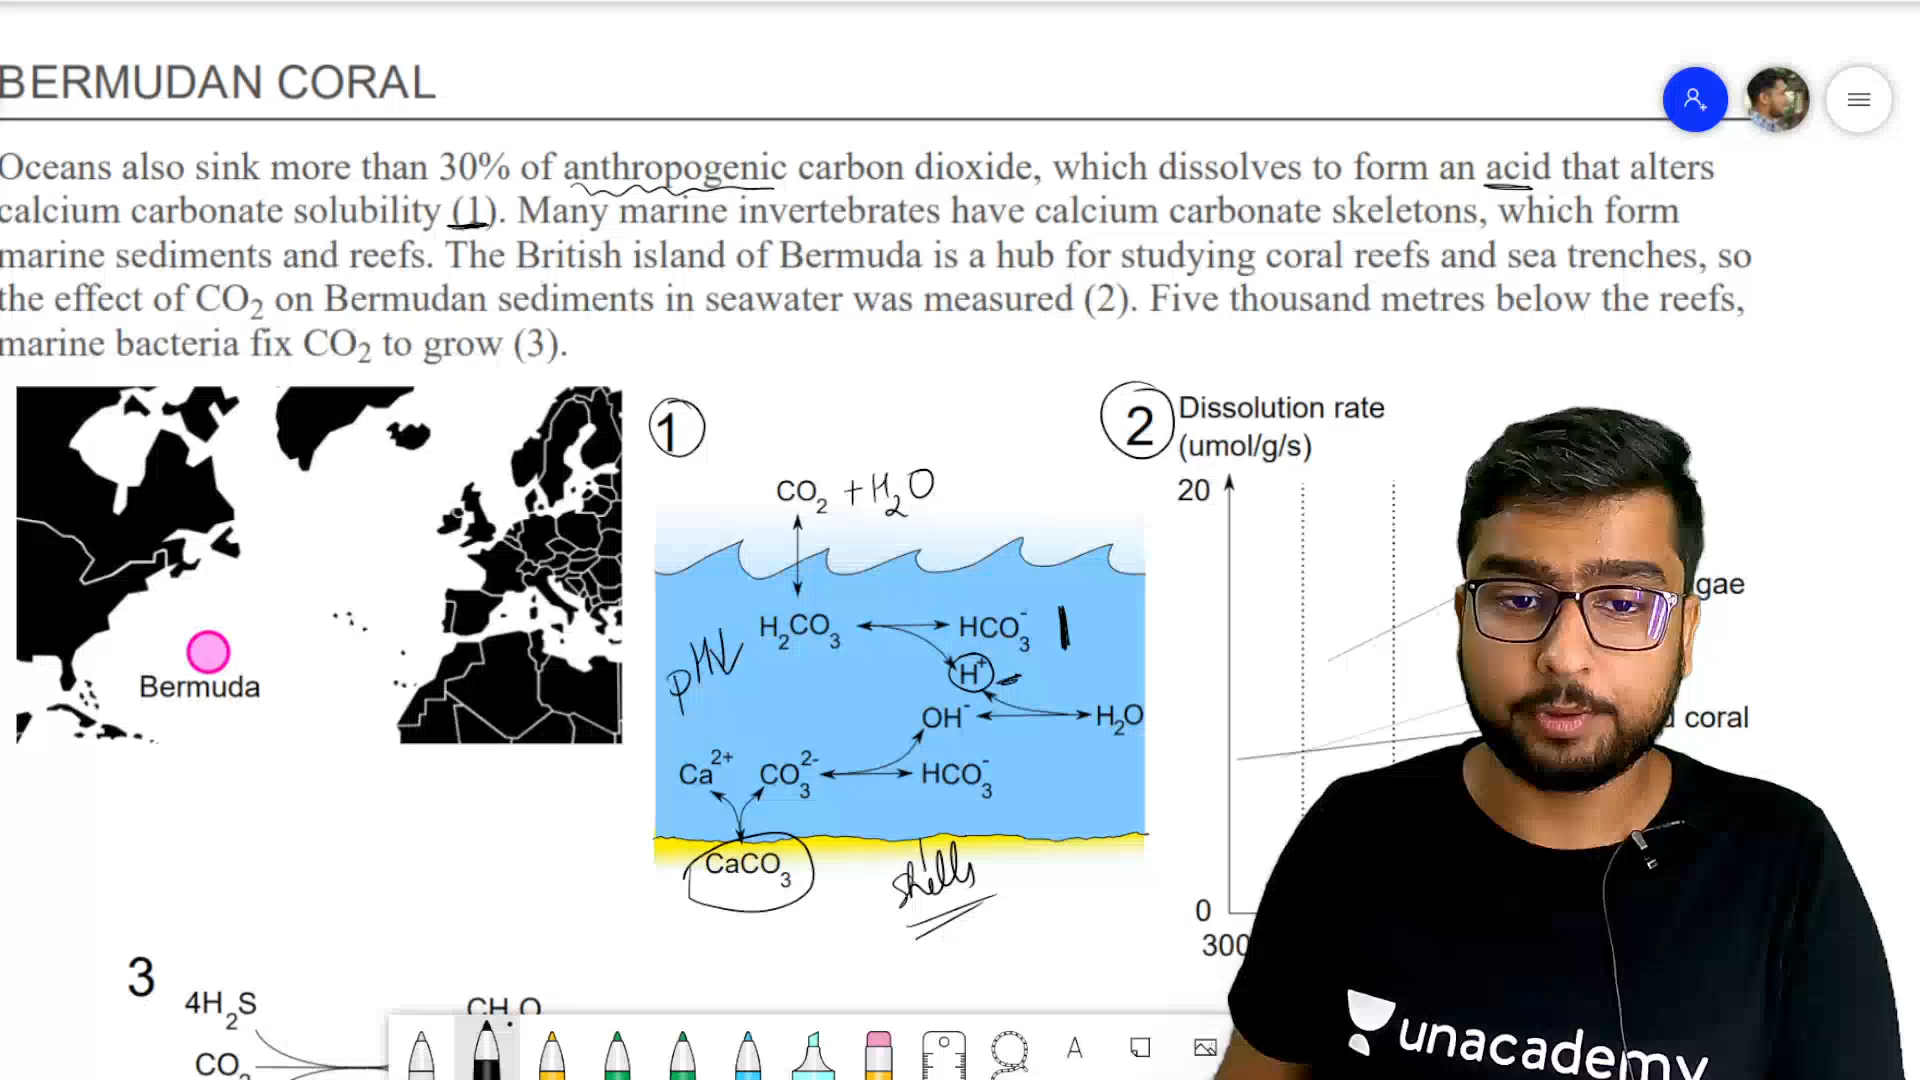 BERMUDAN CORAL
Oceans also sink more than 30% of anthropogenic carbon dioxide, which dissolves to form an acid that alters
calcium carbonate solubility (1). Many marine invertebrates have calcium carbonate skeletons, which form
marine sediments and reefs. The British island of Bermuda is a hub for studying coral reefs and sea trenches, so
the effect of CO₂ on Bermudan sediments in seawater was measured (2). Five thousand metres below the reefs,
marine bacteria fix CO₂ to grow (3).
Bermuda
1
CO₂ + H₂O
H₂CO₃
HCO₃⁻
pH↓
H⁺
OH⁻
H₂O
Ca²⁺
CO₃²⁻
HCO₃⁻
CaCO₃
shells
2
Dissolution rate
(umol/g/s)
20
gae
coral
0
300
3
4H₂S
CH₂O
CO₂
A
unacademy